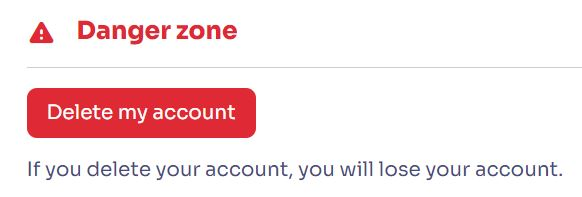 Danger zone
Delete my account
If you delete your account, you will lose your account.